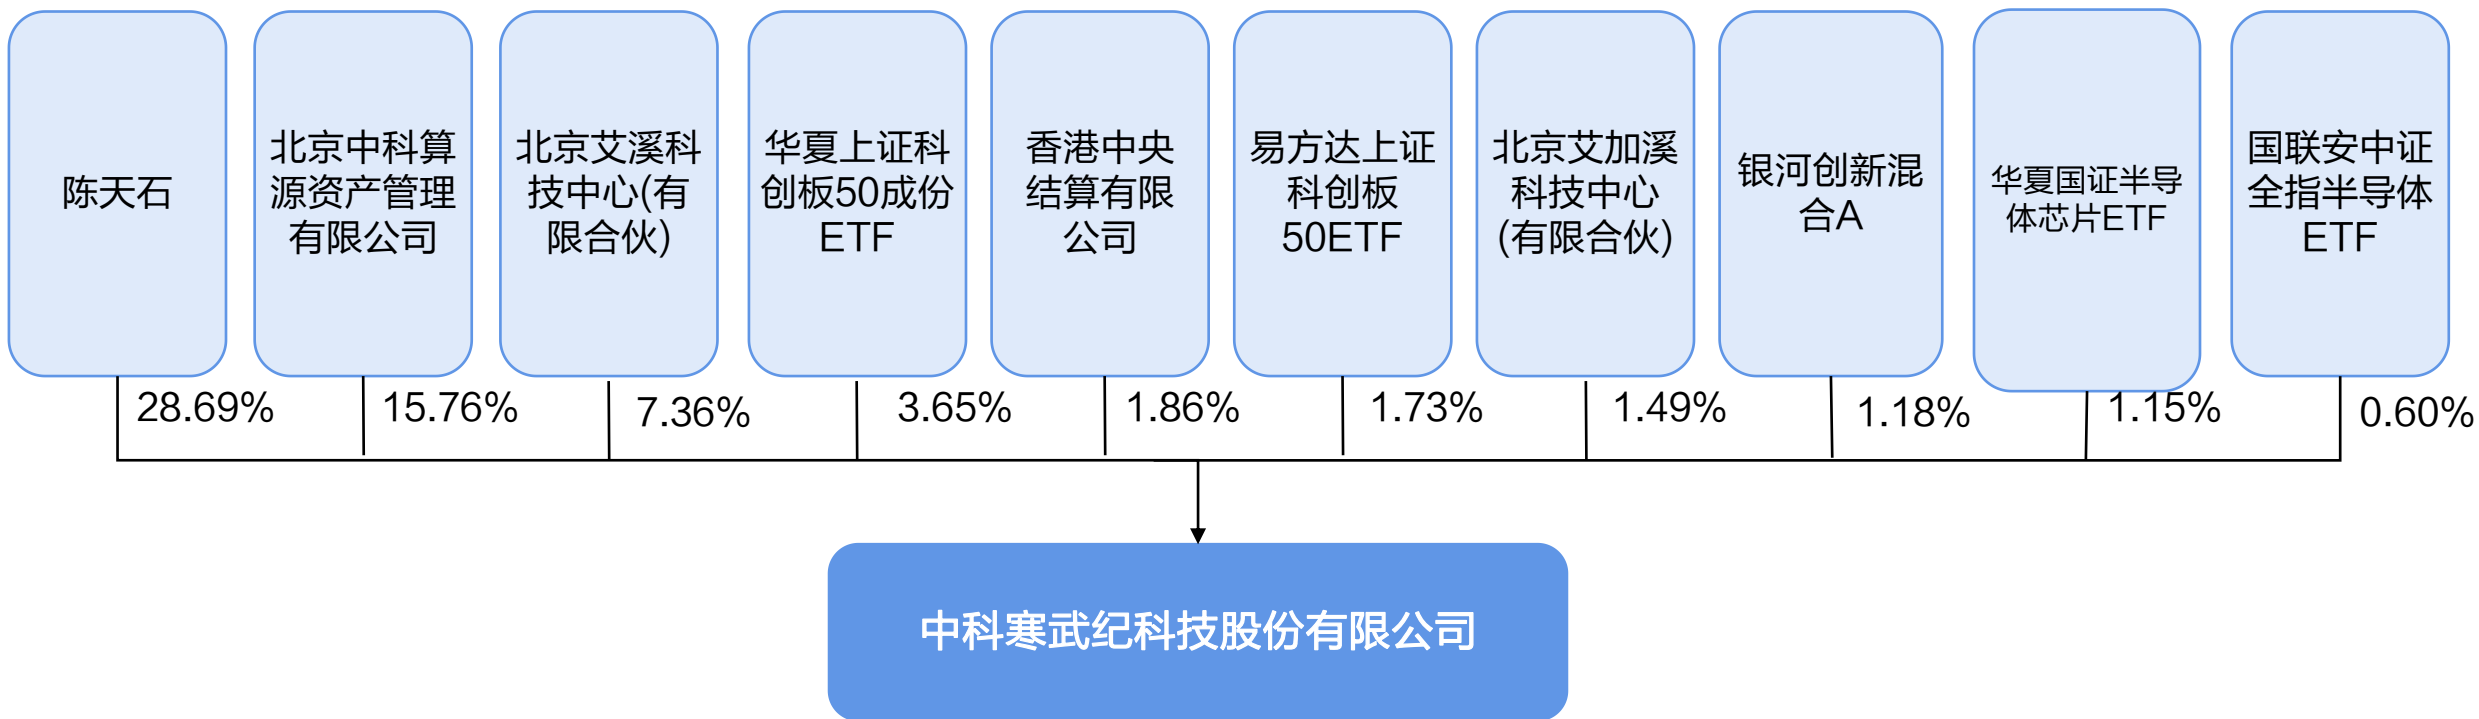 陈天石
北京中科算
源资产管理
有限公司
北京艾溪科
技中心(有
限合伙)
华夏上证科
创板50成份
ETF
香港中央
结算有限
公司
易方达上证
科创板
50ETF
北京艾加溪
科技中心
(有限合伙)
银河创新混
合A
华夏国证半导
体芯片ETF
国联安中证
全指半导体
ETF
28.69%
15.76%
7.36%
3.65%
1.86%
1.73%
1.49%
1.18%
1.15%
0.60%
中科寒武纪科技股份有限公司